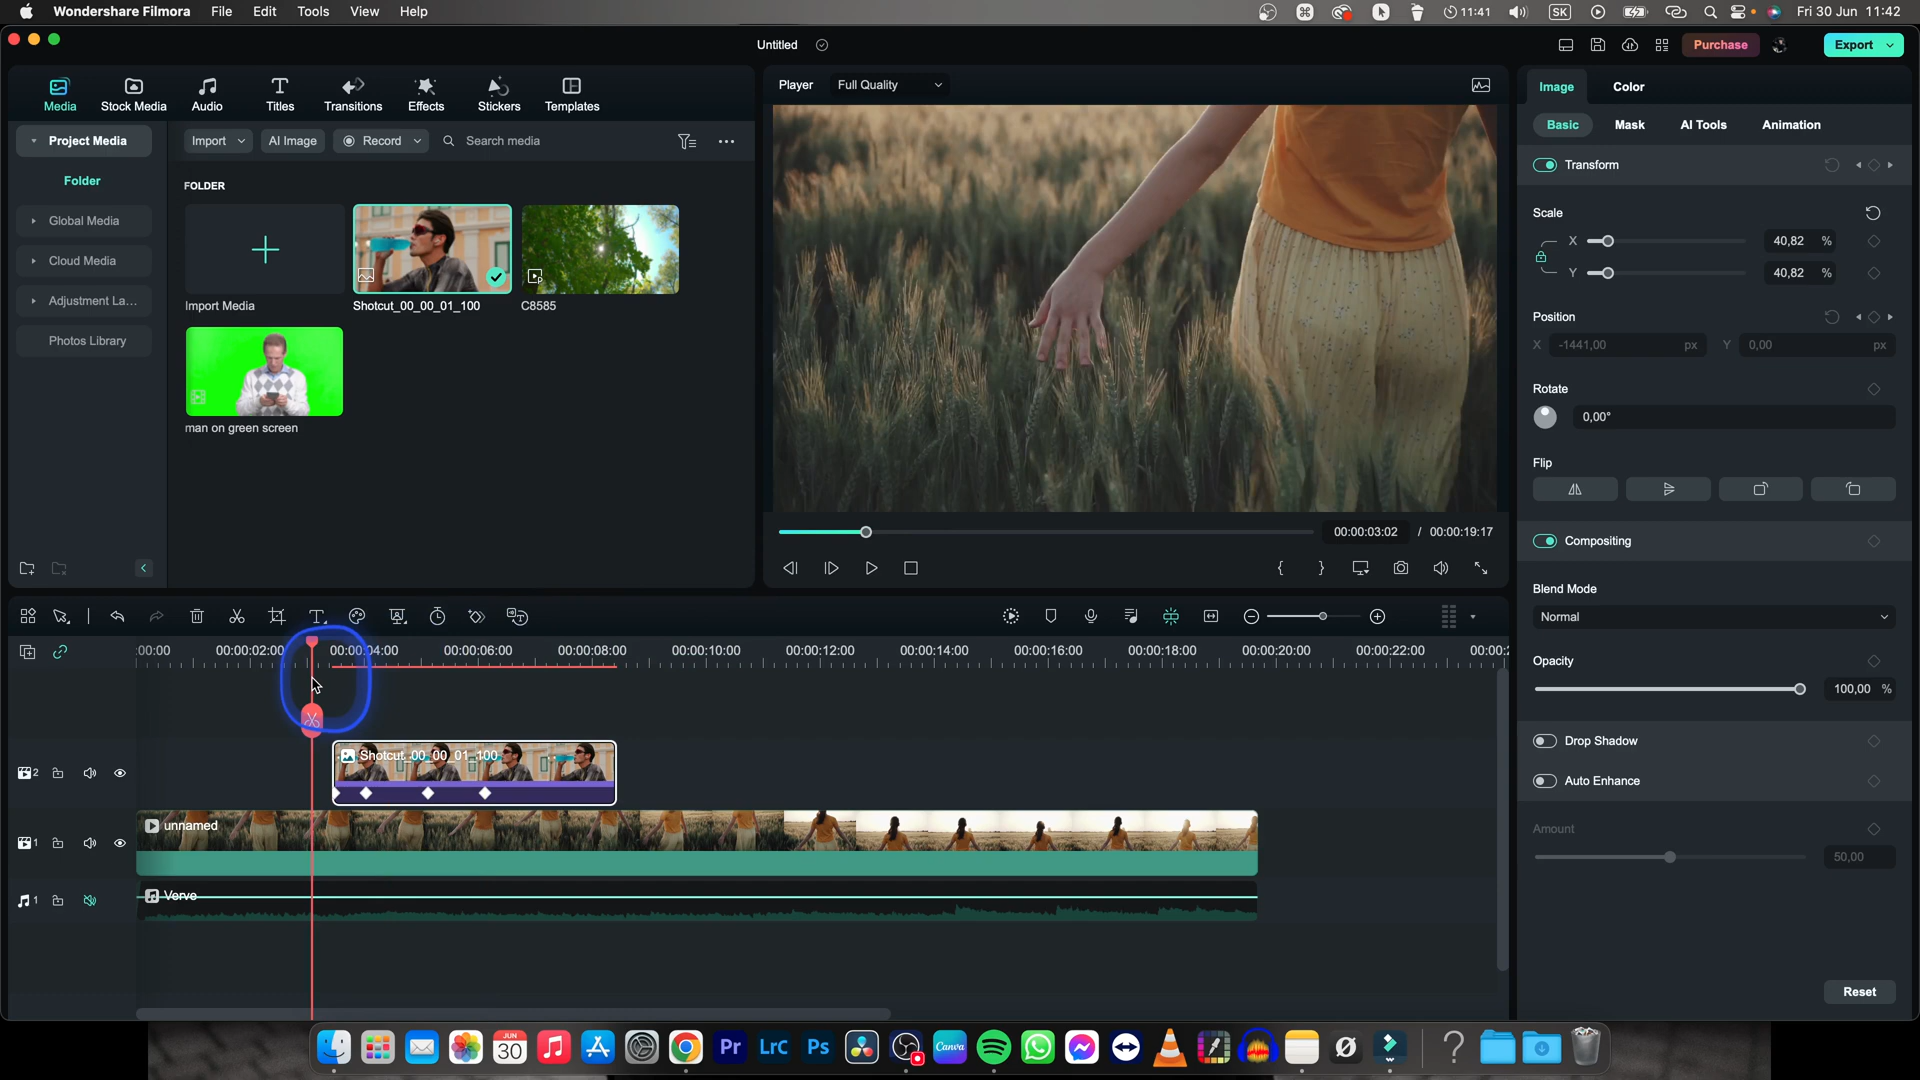 Wondershare Filmora File Edit Tools View Help 11:41 SK Fri 30 Jun 11:42
Untitled Purchase Export
Media Stock Media Audio Titles Transitions Effects Stickers Templates
Player Full Quality
Image Color
Project Media
Import AI Image Record Search media
Basic Mask AI Tools Animation
Transform
Folder
FOLDER
Global Media
Cloud Media
Adjustment La...
Photos Library
Import Media Shotcut_00_00_01_100 C8585
man on green screen
Scale
X 40,82 %
Y 40,82 %
Position
X -1441,00 px Y 0,00 px
Rotate
0,00°
Flip
Compositing
Blend Mode
Normal
Opacity
100,00 %
Drop Shadow
Auto Enhance
Amount
50,00
Reset
00:00:03:02 / 00:00:19:17
:00:00 00:00:02:00 00:00:04:00 00:00:06:00 00:00:08:00 00:00:10:00 00:00:12:00 00:00:14:00 00:00:16:00 00:00:18:00 00:00:20:00 00:00:22:00 00:00:2
Shotcut_00_00_01_100
2
unnamed
1
Verve
1
JUN
30
Pr LrC Ps Canva